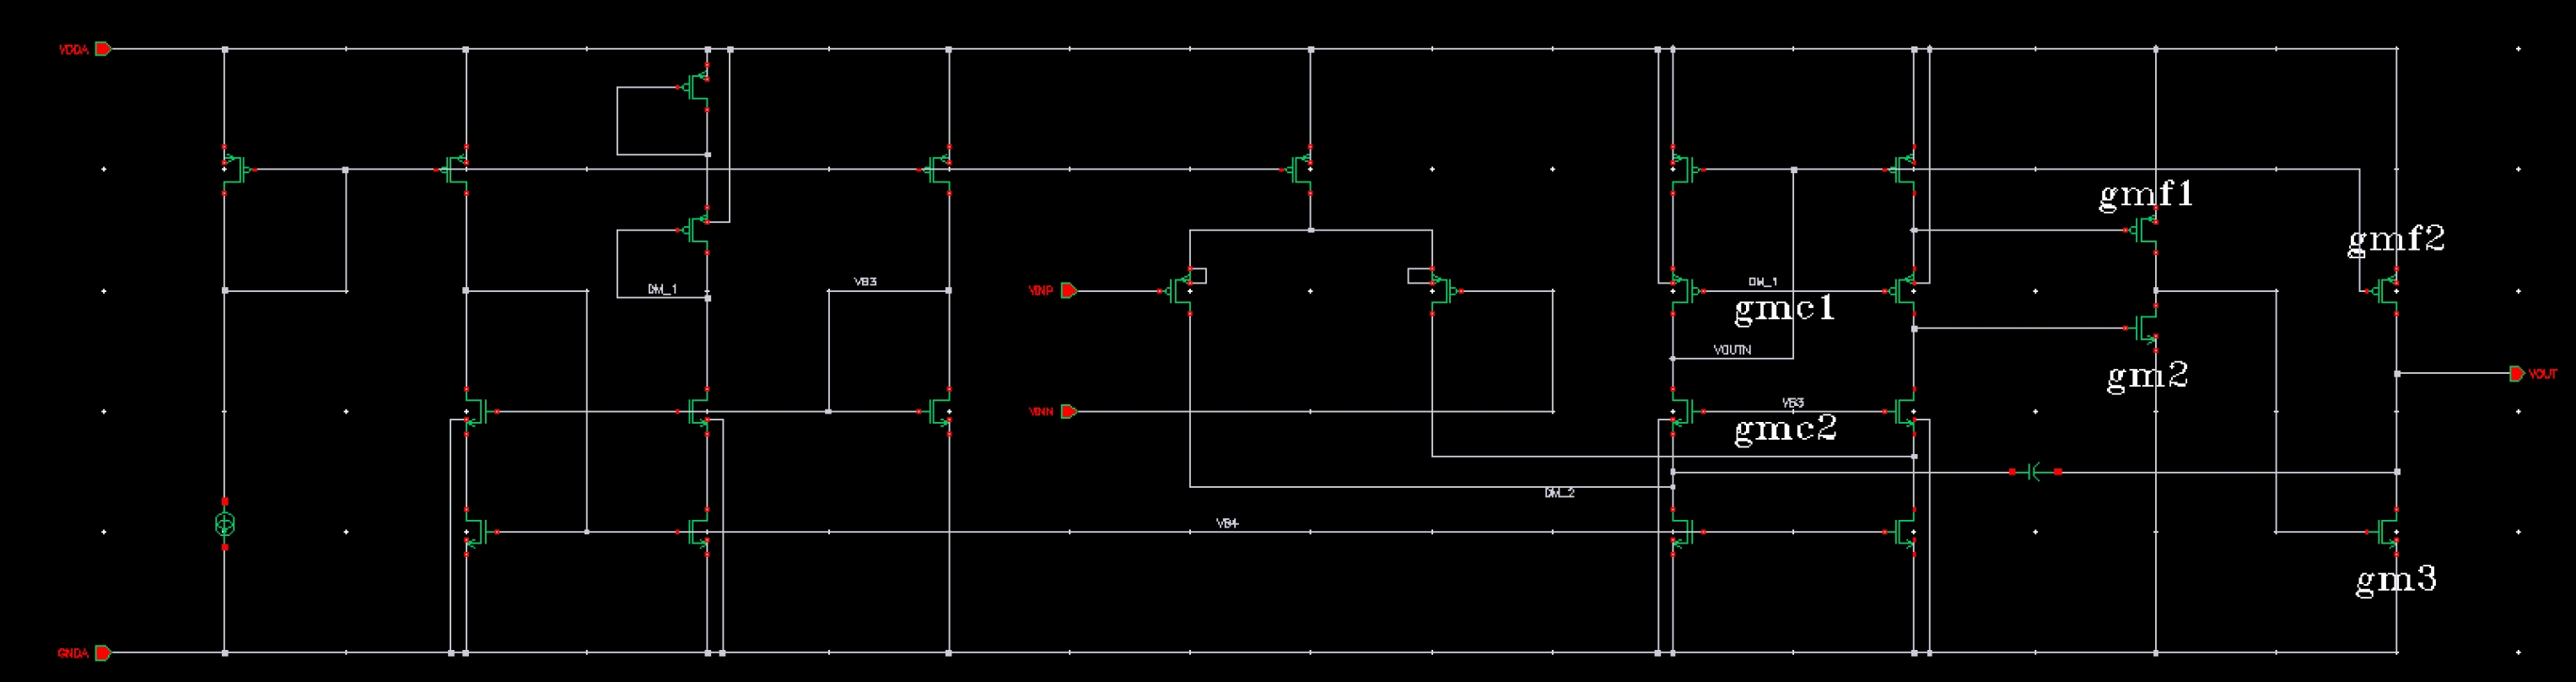 VDDA
gmf1
gmf2
DM_1
VB3
VINP
DM_1
gmc1
VOUTN
gm2
VOUT
VINN
VB3
gmc2
DM_2
VB4
gm3
GNDA